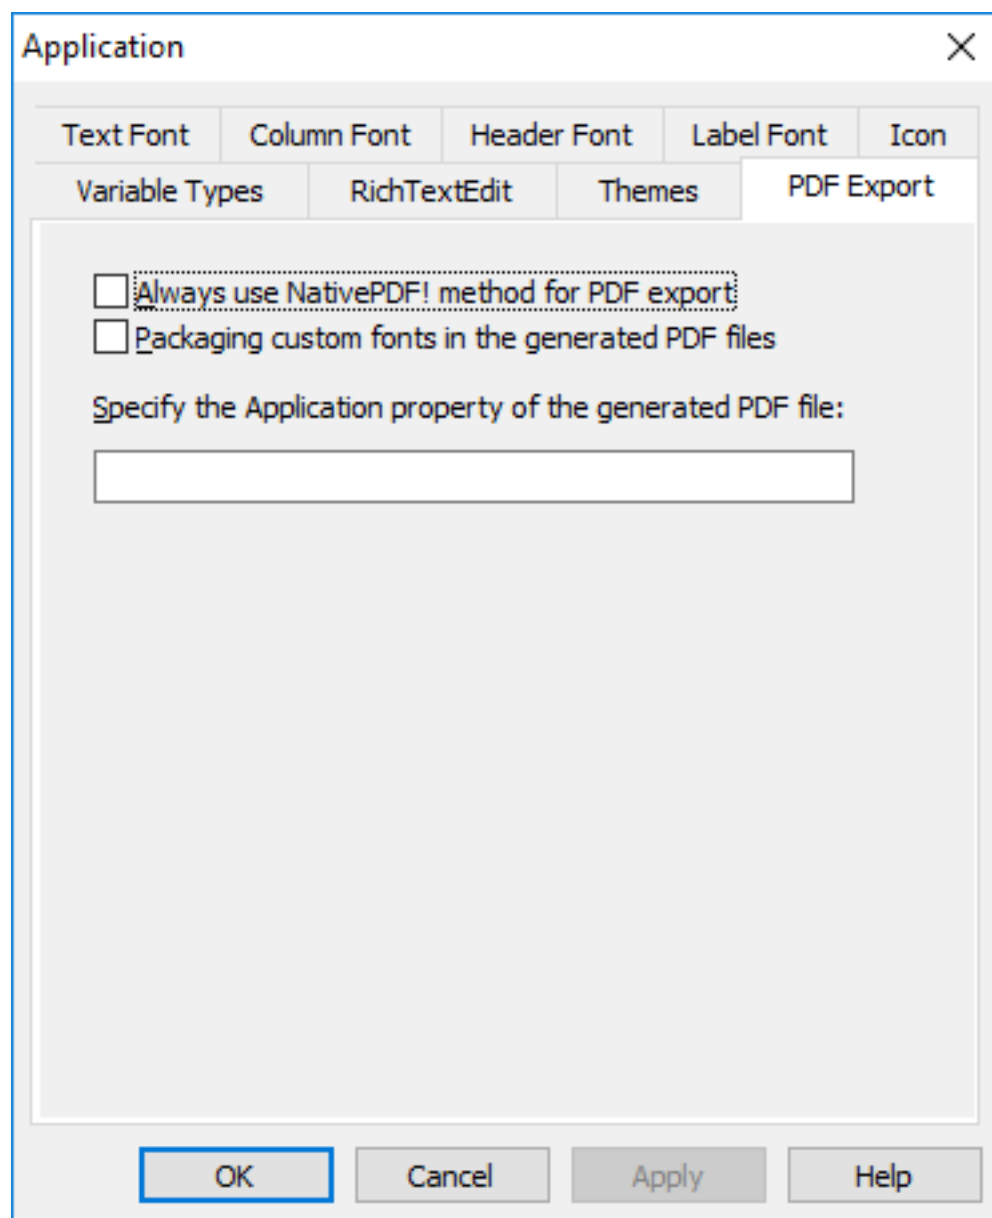 Application
Text Font Column Font Header Font Label Font Icon
Variable Types RichTextEdit Themes PDF Export
Always use NativePDF! method for PDF export
Packaging custom fonts in the generated PDF files
Specify the Application property of the generated PDF file:
OK Cancel Apply Help